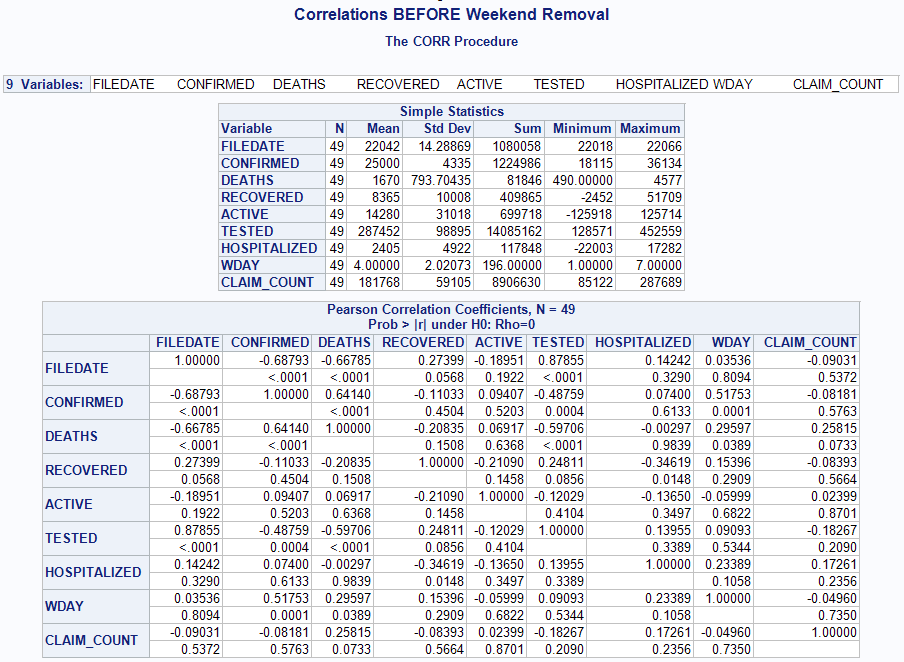 Correlations BEFORE Weekend Removal
The CORR Procedure
9 Variables: FILEDATE CONFIRMED DEATHS RECOVERED ACTIVE TESTED HOSPITALIZED WDAY CLAIM_COUNT
Simple Statistics
Variable N Mean Std Dev Sum Minimum Maximum
FILEDATE 49 22042 14.28869 1080058 22018 22066
CONFIRMED 49 25000 4335 1224986 18115 36134
DEATHS 49 1670 793.70435 81846 490.00000 4577
RECOVERED 49 8365 10008 409865 -2452 51709
ACTIVE 49 14280 31018 699718 -125918 125714
TESTED 49 287452 98895 14085162 128571 452559
HOSPITALIZED 49 2405 4922 117848 -22003 17282
WDAY 49 4.00000 2.02073 196.00000 1.00000 7.00000
CLAIM_COUNT 49 181768 59105 8906630 85122 287689
Pearson Correlation Coefficients, N = 49
Prob > |r| under H0: Rho=0
FILEDATE CONFIRMED DEATHS RECOVERED ACTIVE TESTED HOSPITALIZED WDAY CLAIM_COUNT
FILEDATE
1.00000 -0.68793 -0.66785 0.27399 -0.18951 0.87855 0.14242 0.03536 -0.09031
<.0001 <.0001 0.0568 0.1922 <.0001 0.3290 0.8094 0.5372
CONFIRMED
-0.68793 1.00000 0.64140 -0.11033 0.09407 -0.48759 0.07400 0.51753 -0.08181
<.0001 <.0001 0.4504 0.5203 0.0004 0.6133 0.0001 0.5763
DEATHS
-0.66785 0.64140 1.00000 -0.20835 0.06917 -0.59706 -0.00297 0.29597 0.25815
<.0001 <.0001 0.1508 0.6368 <.0001 0.9839 0.0389 0.0733
RECOVERED
0.27399 -0.11033 -0.20835 1.00000 -0.21090 0.24811 -0.34619 0.15396 -0.08393
0.0568 0.4504 0.1508 0.1458 0.0856 0.0148 0.2909 0.5664
ACTIVE
-0.18951 0.09407 0.06917 -0.21090 1.00000 -0.12029 -0.13650 -0.05999 0.02399
0.1922 0.5203 0.6368 0.1458 0.4104 0.3497 0.6822 0.8701
TESTED
0.87855 -0.48759 -0.59706 0.24811 -0.12029 1.00000 0.13955 0.09093 -0.18267
<.0001 0.0004 <.0001 0.0856 0.4104 0.3389 0.5344 0.2090
HOSPITALIZED
0.14242 0.07400 -0.00297 -0.34619 -0.13650 0.13955 1.00000 0.23389 0.17261
0.3290 0.6133 0.9839 0.0148 0.3497 0.3389 0.1058 0.2356
WDAY
0.03536 0.51753 0.29597 0.15396 -0.05999 0.09093 0.23389 1.00000 -0.04960
0.8094 0.0001 0.0389 0.2909 0.6822 0.5344 0.1058 0.7350
CLAIM_COUNT
-0.09031 -0.08181 0.25815 -0.08393 0.02399 -0.18267 0.17261 -0.04960 1.00000
0.5372 0.5763 0.0733 0.5664 0.8701 0.2090 0.2356 0.7350